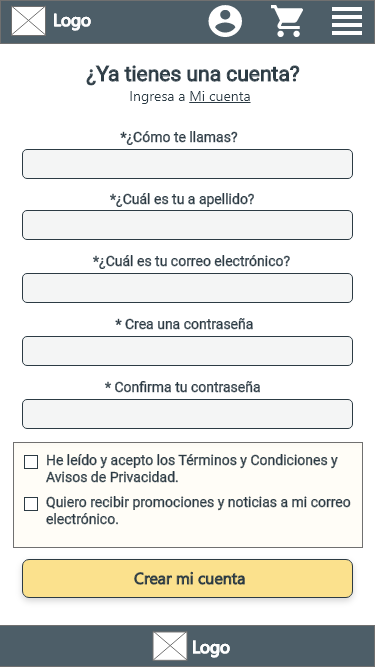 Logo
¿Ya tienes una cuenta?
Ingresa a Mi cuenta
*¿Cómo te llamas?
*¿Cuál es tu a apellido?
*¿Cuál es tu correo electrónico?
* Crea una contraseña
* Confirma tu contraseña
He leído y acepto los Términos y Condiciones y
Avisos de Privacidad.
Quiero recibir promociones y noticias a mi correo
electrónico.
Crear mi cuenta
Logo